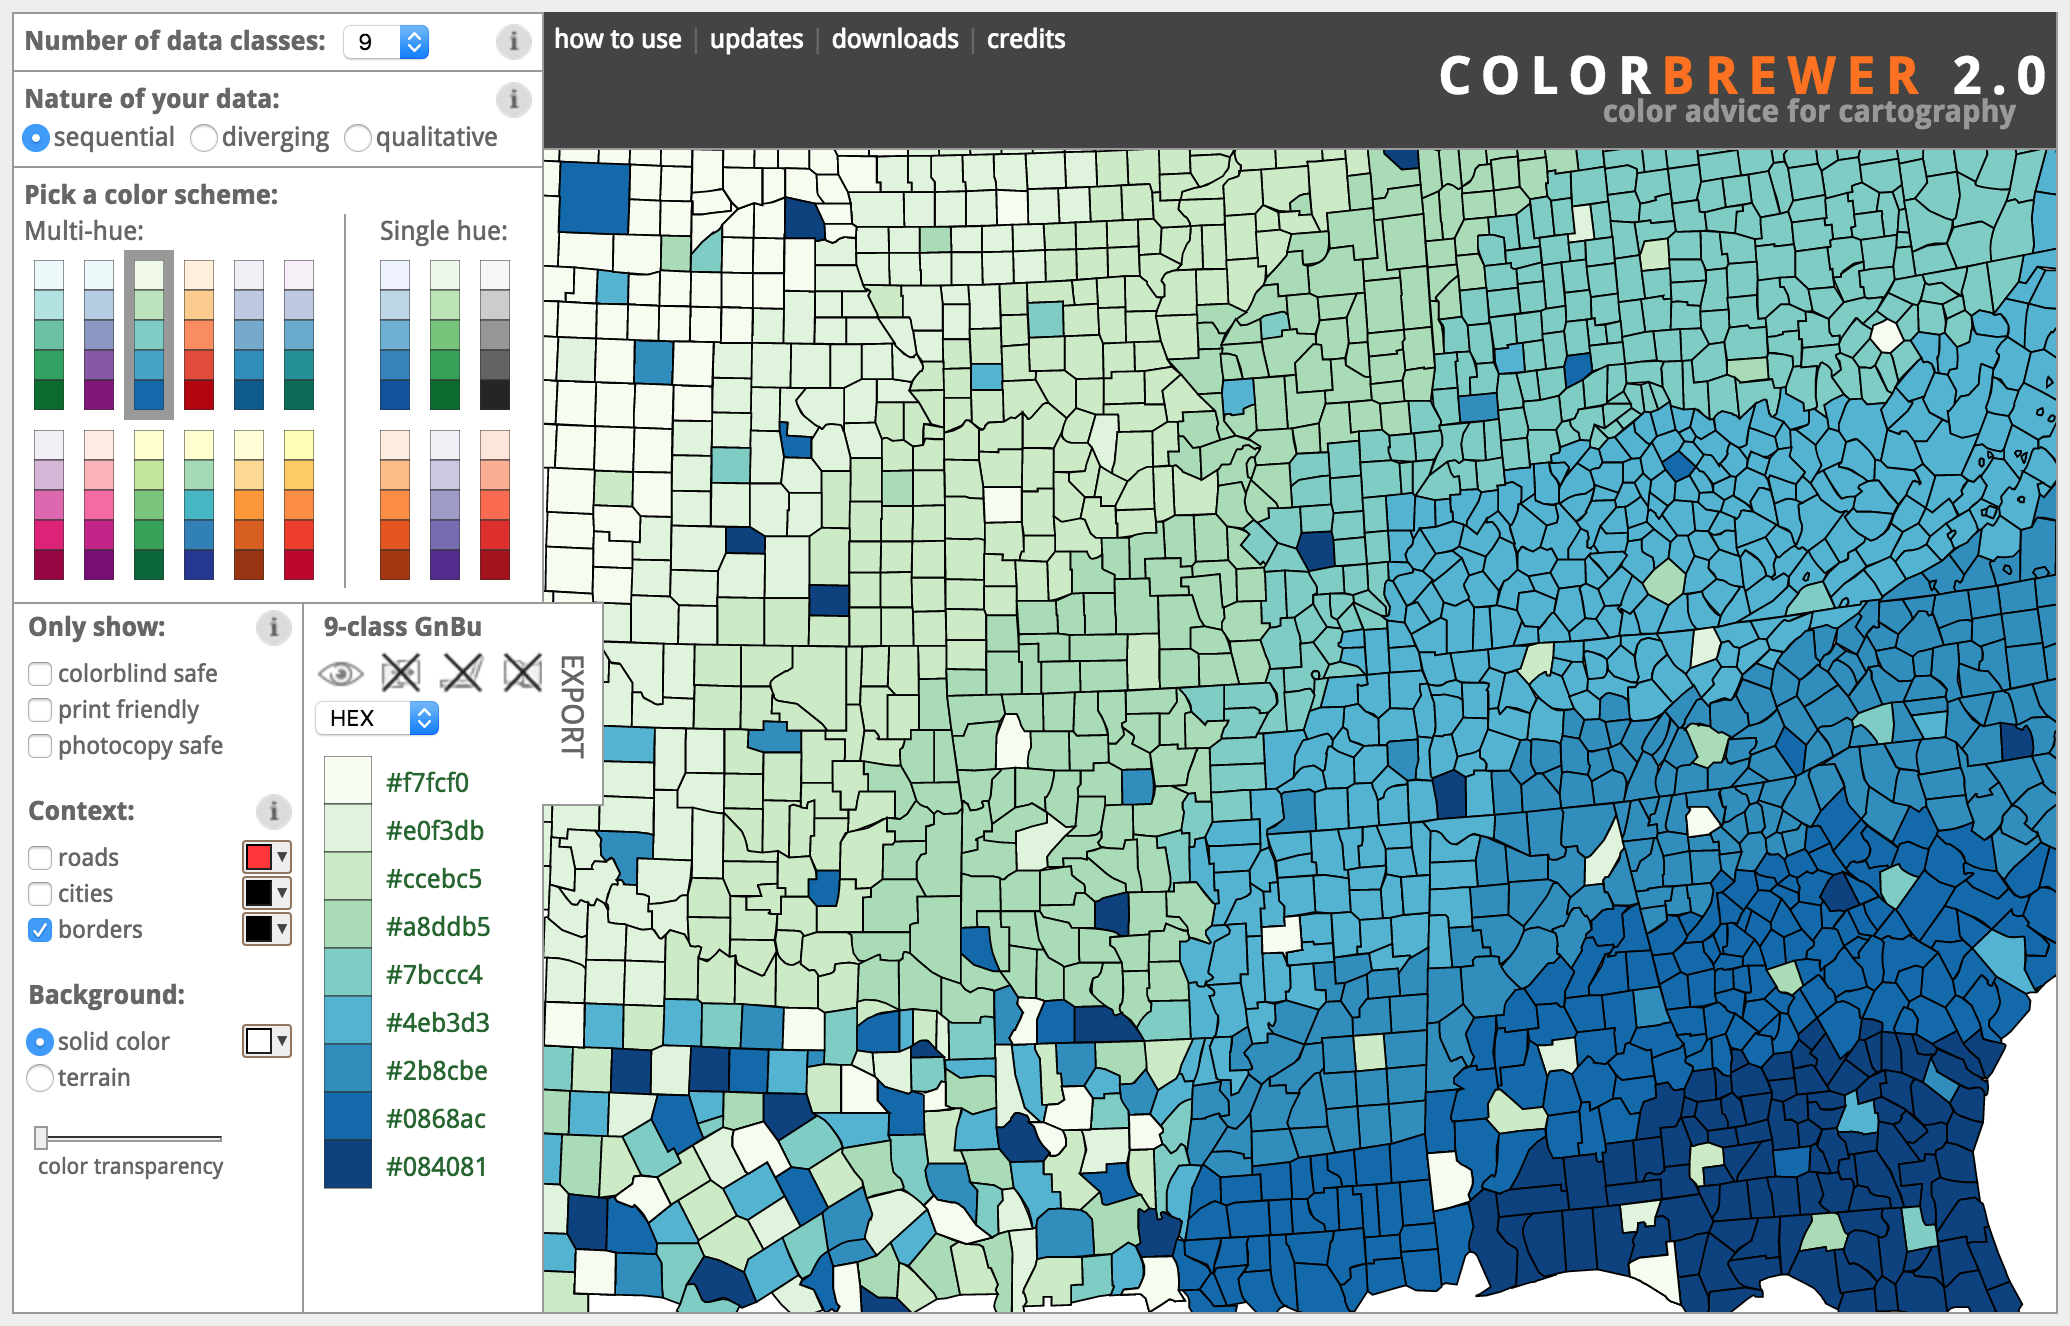 Number of data classes: 9 i
how to use | updates | downloads | credits
COLORBREWER 2.0
color advice for cartography
Nature of your data: i
sequential diverging qualitative
Pick a color scheme:
Multi-hue: Single hue:
Only show: i
colorblind safe
print friendly
photocopy safe
Context: i
roads
cities
borders
Background:
solid color
terrain
color transparency
9-class GnBu
HEX
EXPORT
#f7fcf0
#e0f3db
#ccebc5
#a8ddb5
#7bccc4
#4eb3d3
#2b8cbe
#0868ac
#084081